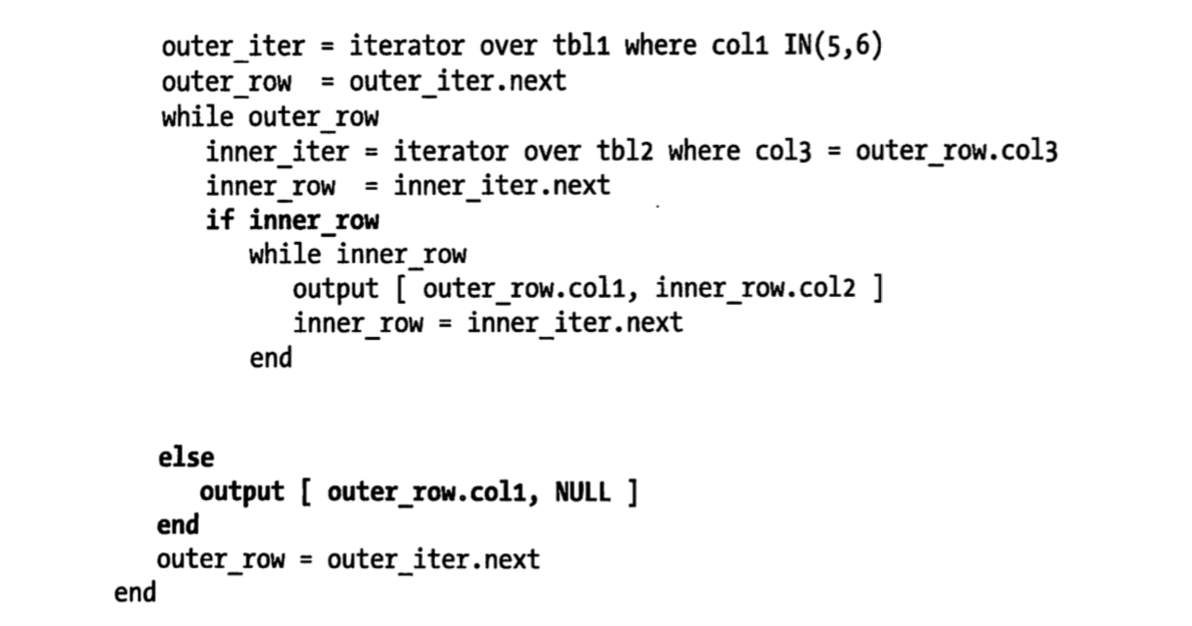 outer_iter = iterator over tbl1 where col1 IN(5,6)
outer_row  = outer_iter.next
while outer_row
   inner_iter = iterator over tbl2 where col3 = outer_row.col3
   inner_row  = inner_iter.next
   if inner_row
      while inner_row
         output [ outer_row.col1, inner_row.col2 ]
         inner_row = inner_iter.next
      end
   else
      output [ outer_row.col1, NULL ]
   end
   outer_row = outer_iter.next
end